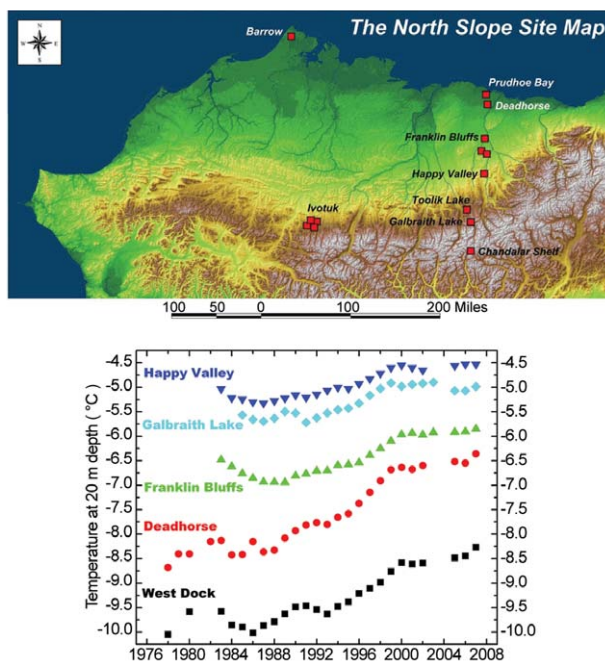 The North Slope Site Map
N
W E
S
Barrow
Prudhoe Bay
Deadhorse
Franklin Bluffs
Happy Valley
Toolik Lake
Ivotuk
Galbraith Lake
Chandalar Shelf
100 50 0 100 200 Miles
-4.5 -4.5
Happy Valley
-5.0 -5.0
-5.5 -5.5
Galbraith Lake
-6.0 -6.0
-6.5 -6.5
Franklin Bluffs
-7.0 -7.0
-7.5 -7.5
Deadhorse
-8.0 -8.0
-8.5 -8.5
-9.0 -9.0
West Dock
-9.5 -9.5
-10.0 -10.0
Temperature at 20 m depth ( °C)
1976 1980 1984 1988 1992 1996 2000 2004 2008